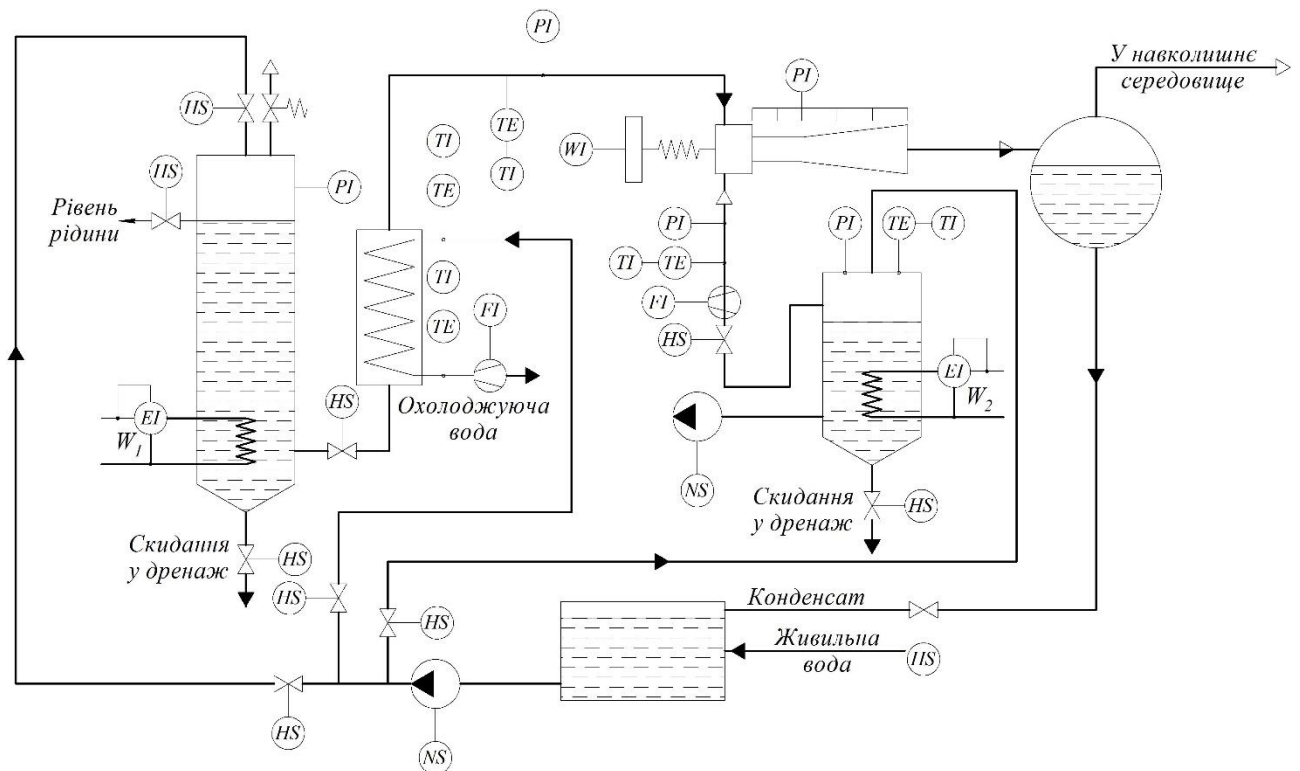 PI
У навколишнє
середовище
HS
PI
TE
TI
WI
TI
HS
PI
TE
Рівень
рідини
PI
PI
TE
TI
TI
TE
TI
FI
TE
FI
HS
EI
HS
Охолоджуюча
вода
EI
W1
W2
NS
Скидання
у дренаж
HS
Скидання
у дренаж
HS
HS
HS
Конденсат
Живильна
вода
HS
HS
NS